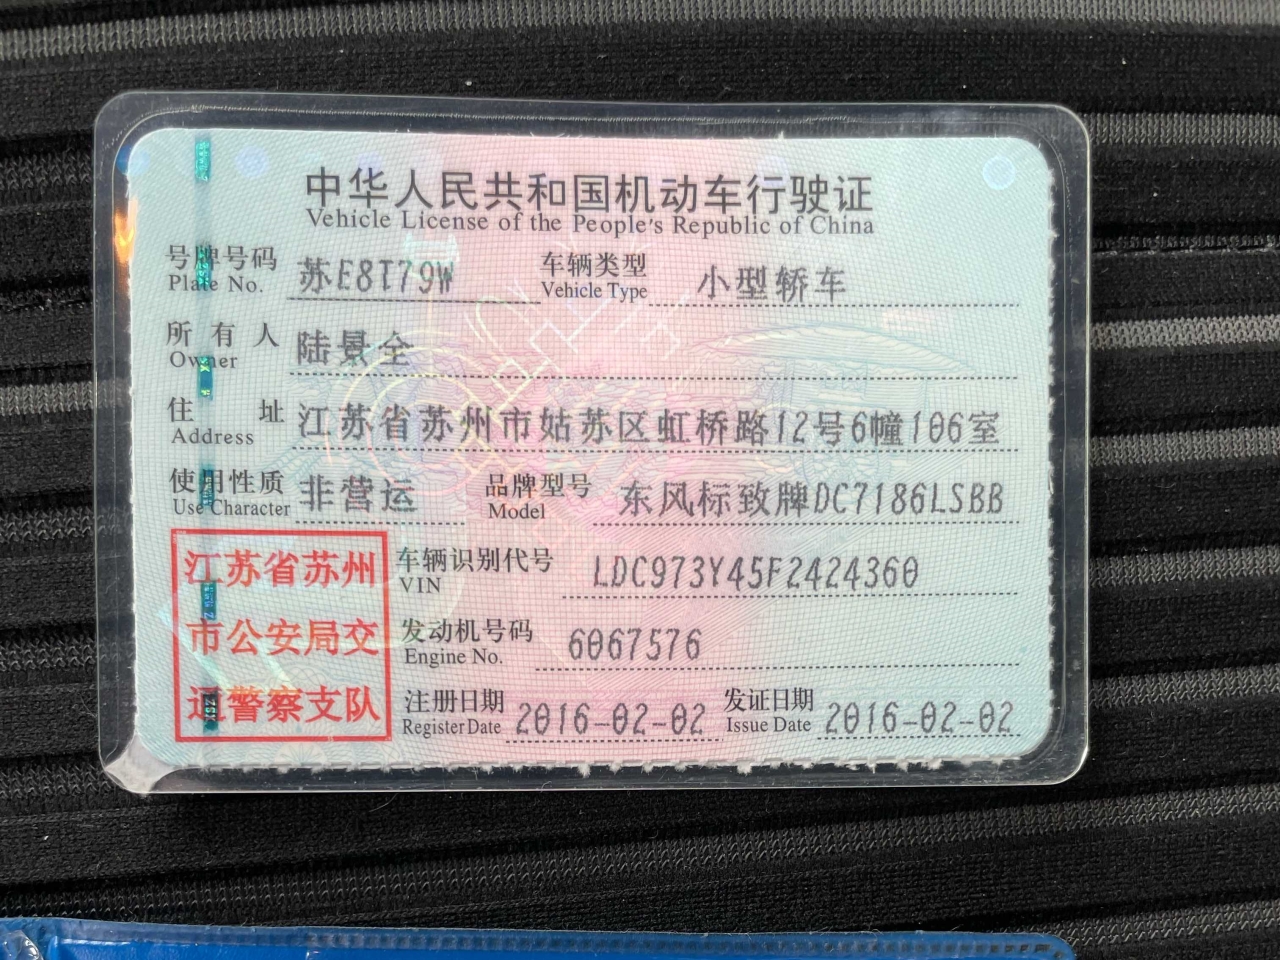 中华人民共和国机动车行驶证
Vehicle License of the People's Republic of China
号牌号码 苏E8T79W 车辆类型 小型轿车
Plate No. Vehicle Type
所有人 陆景全
Owner
住址 江苏省苏州市姑苏区虹桥路12号6幢106室
Address
使用性质 非营运 品牌型号 东风标致牌DC7186LSBB
Use Character Model
江苏省苏州
市公安局交
通警察支队
车辆识别代号 LDC973Y45F2424360
VIN
发动机号码 6067576
Engine No.
注册日期 2016-02-02 发证日期 2016-02-02
Register Date Issue Date